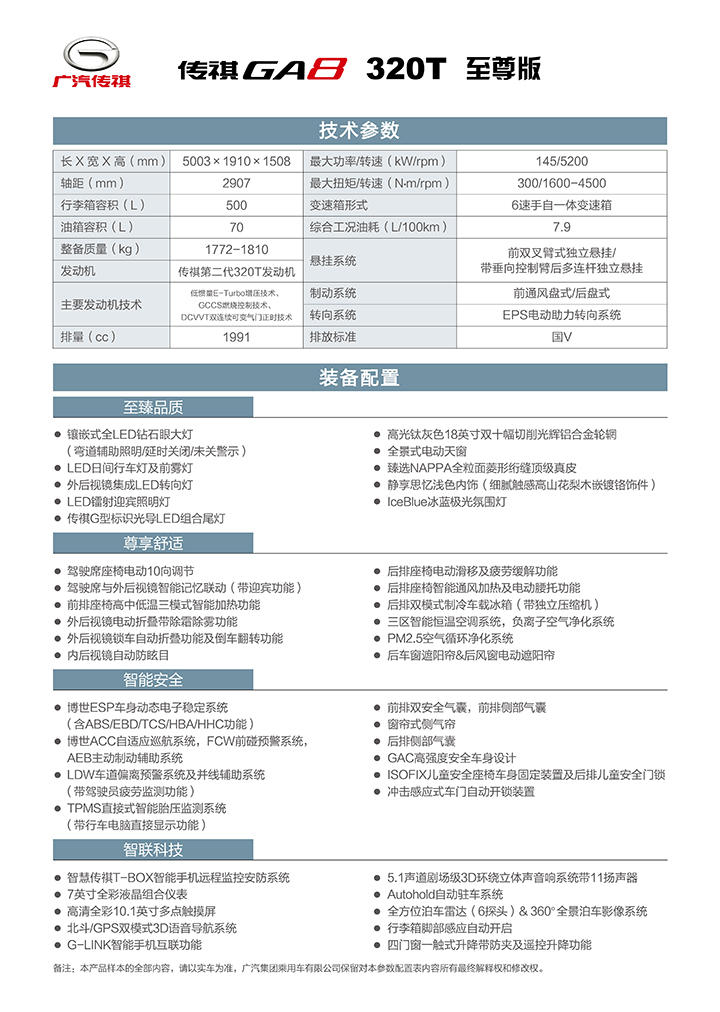 广汽传祺
传祺GA8 320T 至尊版
技术参数
长 X 宽 X 高（mm） 5003×1910×1508 最大功率/转速（kW/rpm） 145/5200
轴距（mm） 2907 最大扭矩/转速（N·m/rpm） 300/1600-4500
行李箱容积（L） 500 变速箱形式 6速手自一体变速箱
油箱容积（L） 70 综合工况油耗（L/100km） 7.9
整备质量（kg） 1772-1810 悬挂系统 前双叉臂式独立悬挂/
带垂向控制臂后多连杆独立悬挂
发动机 传祺第二代320T发动机
主要发动机技术 低惯量E-Turbo增压技术、
GCCS燃烧控制技术、
DCVVT双连续可变气门正时技术
制动系统 前通风盘式/后盘式
转向系统 EPS电动助力转向系统
排量（cc） 1991 排放标准 国V
装备配置
至臻品质
● 镶嵌式全LED钻石眼大灯
（弯道辅助照明/延时关闭/未关警示）
● LED日间行车灯及前雾灯
● 外后视镜集成LED转向灯
● LED镭射迎宾照明灯
● 传祺G型标识光导LED组合尾灯
● 高光钛灰色18英寸双十幅切削光辉铝合金轮辋
● 全景式电动天窗
● 臻选NAPPA全粒面菱形绗缝顶级真皮
● 静享思忆浅色内饰（细腻触感高山花梨木嵌镀铬饰件）
● IceBlue冰蓝极光氛围灯
尊享舒适
● 驾驶席座椅电动10向调节
● 驾驶席与外后视镜智能记忆联动（带迎宾功能）
● 前排座椅高中低温三模式智能加热功能
● 外后视镜电动折叠带除霜除雾功能
● 外后视镜锁车自动折叠功能及倒车翻转功能
● 内后视镜自动防眩目
● 后排座椅电动滑移及疲劳缓解功能
● 后排座椅智能通风加热及电动腰托功能
● 后排双模式制冷车载冰箱（带独立压缩机）
● 三区智能恒温空调系统，负离子空气净化系统
● PM2.5空气循环净化系统
● 后车窗遮阳帘&后风窗电动遮阳帘
智能安全
● 博世ESP车身动态电子稳定系统
（含ABS/EBD/TCS/HBA/HHC功能）
● 博世ACC自适应巡航系统，FCW前碰预警系统，
AEB主动制动辅助系统
● LDW车道偏离预警系统及并线辅助系统
（带驾驶员疲劳监测功能）
● TPMS直接式智能胎压监测系统
（带行车电脑直接显示功能）
● 前排双安全气囊，前排侧部气囊
● 窗帘式侧气帘
● 后排侧部气囊
● GAC高强度安全车身设计
● ISOFIX儿童安全座椅车身固定装置及后排儿童安全门锁
● 冲击感应式车门自动开锁装置
智联科技
● 智慧传祺T-BOX智能手机远程监控安防系统
● 7英寸全彩液晶组合仪表
● 高清全彩10.1英寸多点触摸屏
● 北斗/GPS双模式3D语音导航系统
● G-LINK智能手机互联功能
● 5.1声道剧场级3D环绕立体声音响系统带11扬声器
● Autohold自动驻车系统
● 全方位泊车雷达（6探头）& 360°全景泊车影像系统
● 行李箱脚部感应自动开启
● 四门窗一触式升降带防夹及遥控升降功能
备注：本产品样本的全部内容，请以实车为准，广汽集团乘用车有限公司保留对本参数配置表内容所有最终解释权和修改权。